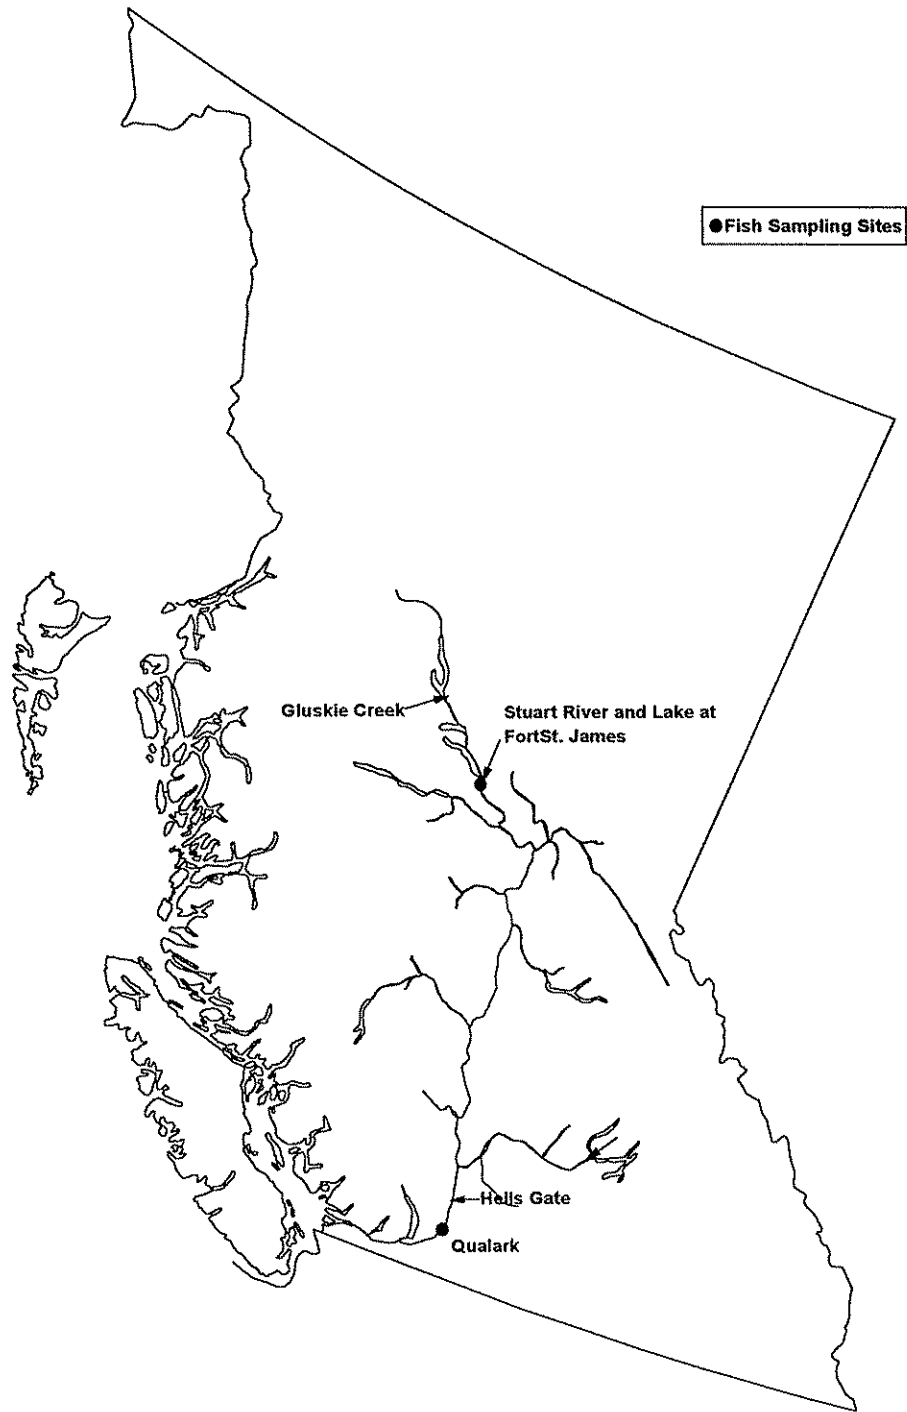 ●Fish Sampling Sites
Gluskie Creek
Stuart River and Lake at
FortSt. James
Hells Gate
Qualark